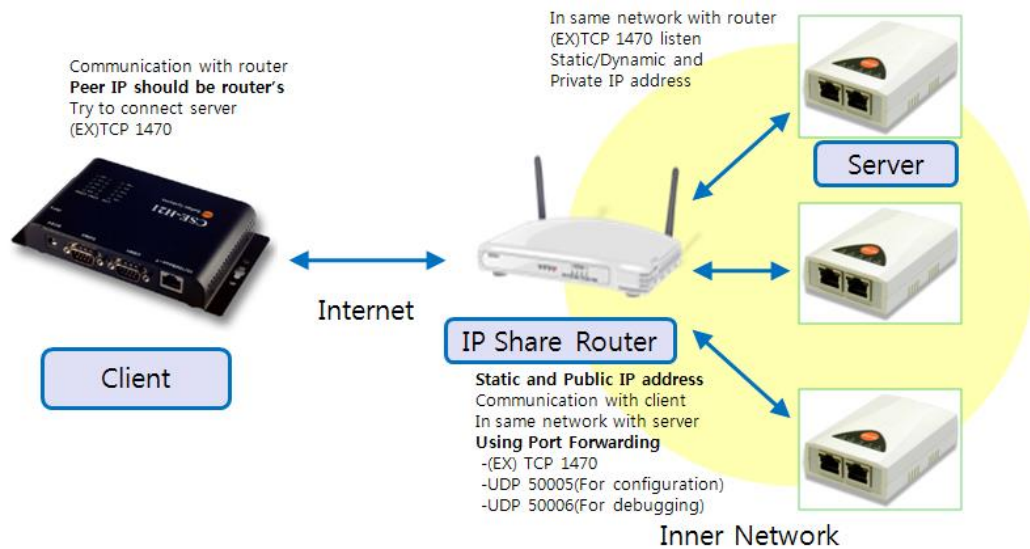 In same network with router
(EX)TCP 1470 listen
Static/Dynamic and
Private IP address
Communication with router
Peer IP should be router's
Try to connect server
(EX)TCP 1470
CSE-H21
Server
Internet
IP Share Router
Client
Static and Public IP address
Communication with client
In same network with server
Using Port Forwarding
-(EX) TCP 1470
-UDP 50005(For configuration)
-UDP 50006(For debugging)
Inner Network